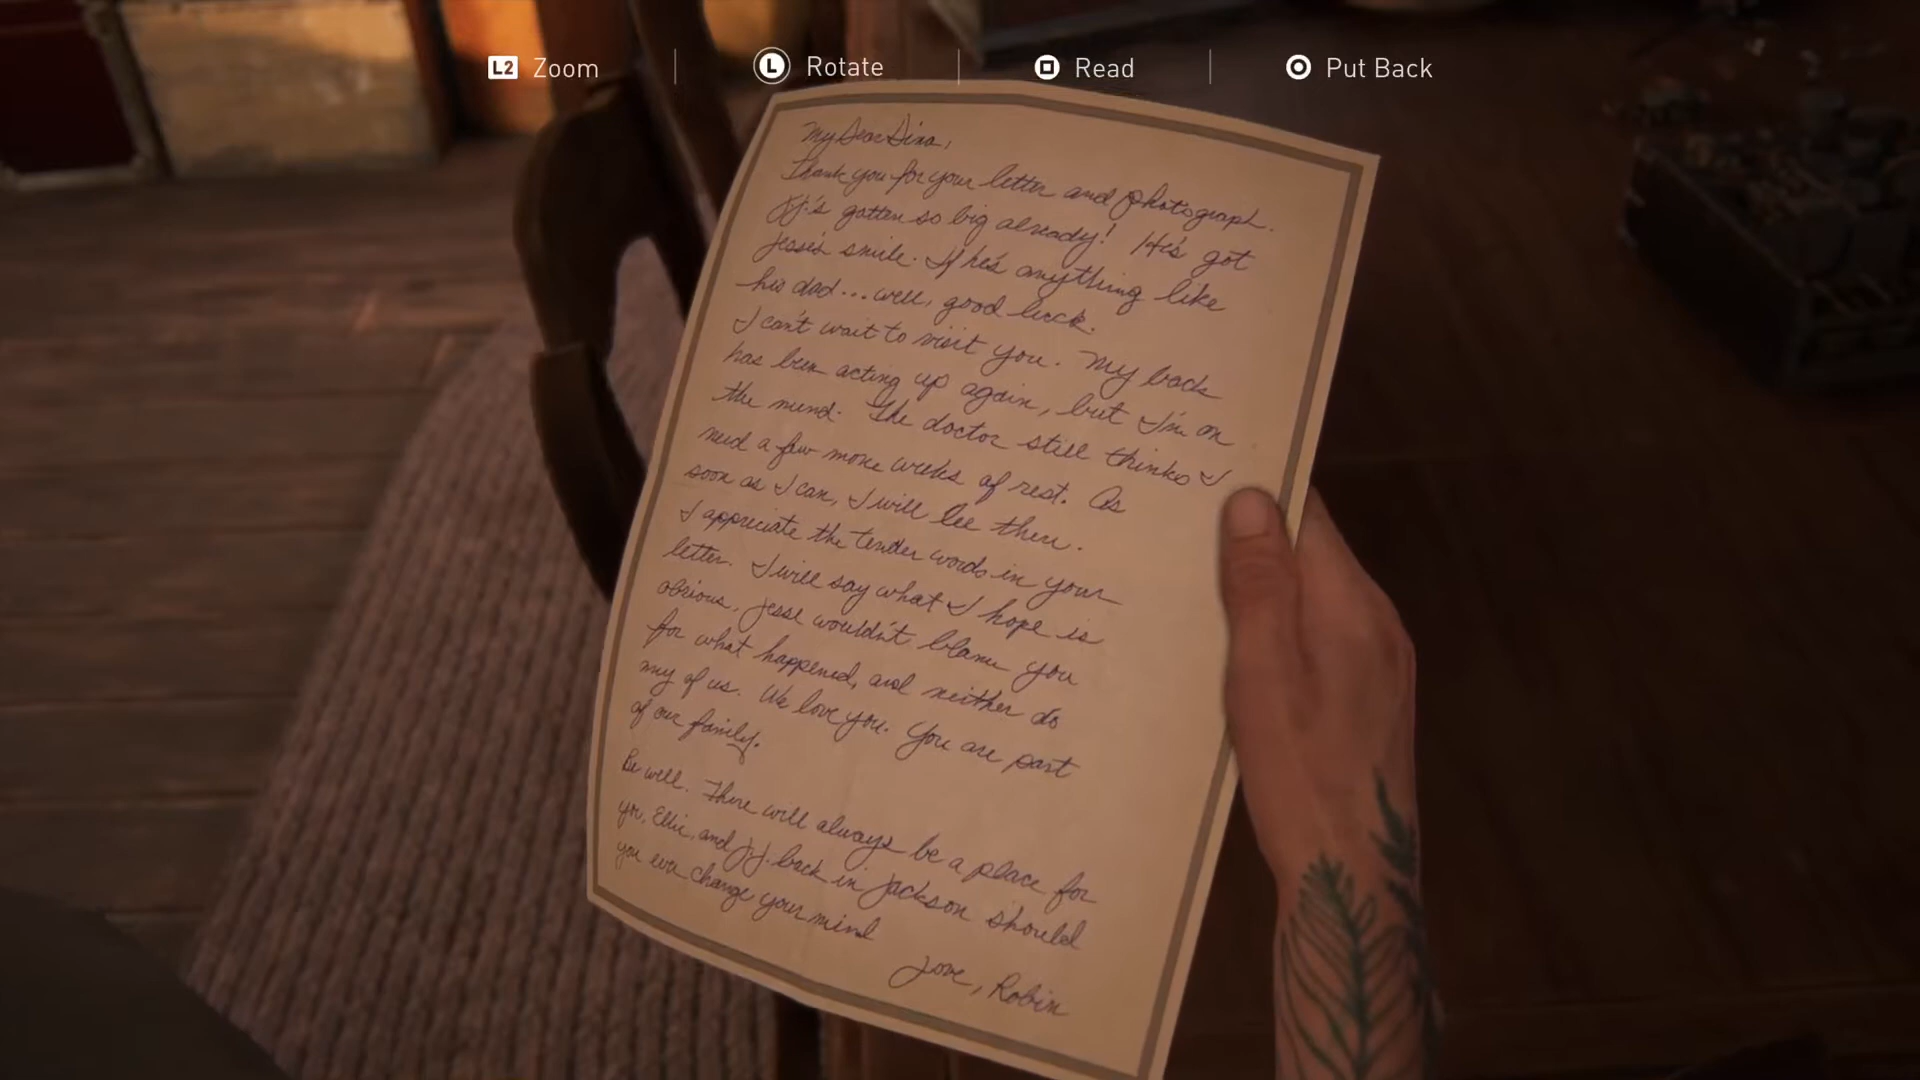 L2 Zoom
L Rotate
Read
Put Back
My Dear Dina,
Thank you for your letter and photograph.
JJ's gotten so big already! He's got
Jesse's smile. If he's anything like
his dad... well, good luck.
I can't wait to visit you. My back
has been acting up again, but I'm on
the mend. The doctor still thinks I
need a few more weeks of rest. As
soon as I can, I will be there.
I appreciate the tender words in your
letter. I will say what I hope is
obvious, Jesse wouldn't blame you
for what happened, and neither do
any of us. We love you. You are part
of our family.
Be well. There will always be a place for
you, Ellie, and J.J. back in Jackson should
you ever change your mind
Love, Robin